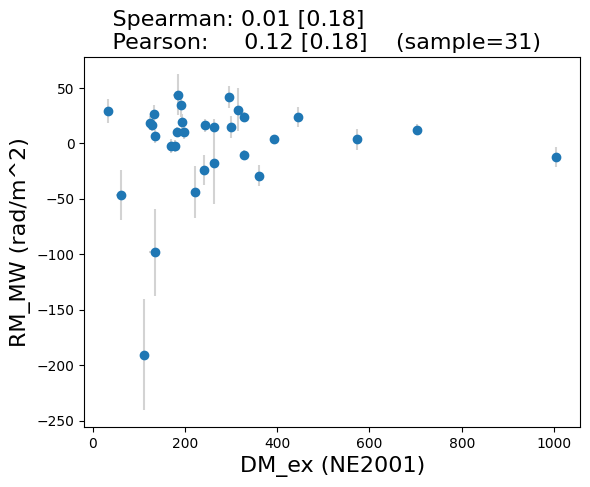 Spearman: 0.01 [0.18]
Pearson: 0.12 [0.18] (sample=31)
50
0
−50
−100
−150
−200
−250
RM_MW (rad/m^2)
0 200 400 600 800 1000
DM_ex (NE2001)